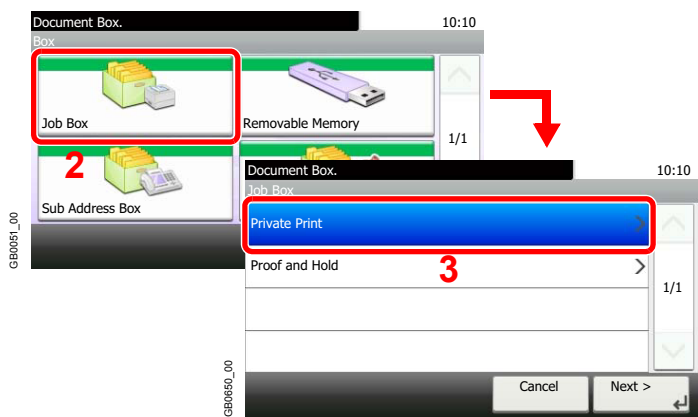 Document Box.
10:10
Box
Job Box
Removable Memory
1/1
2
Sub Address Box
GB0051_00
Document Box.
10:10
Job Box
Private Print
Proof and Hold
3
1/1
GB0650_00
Cancel
Next >